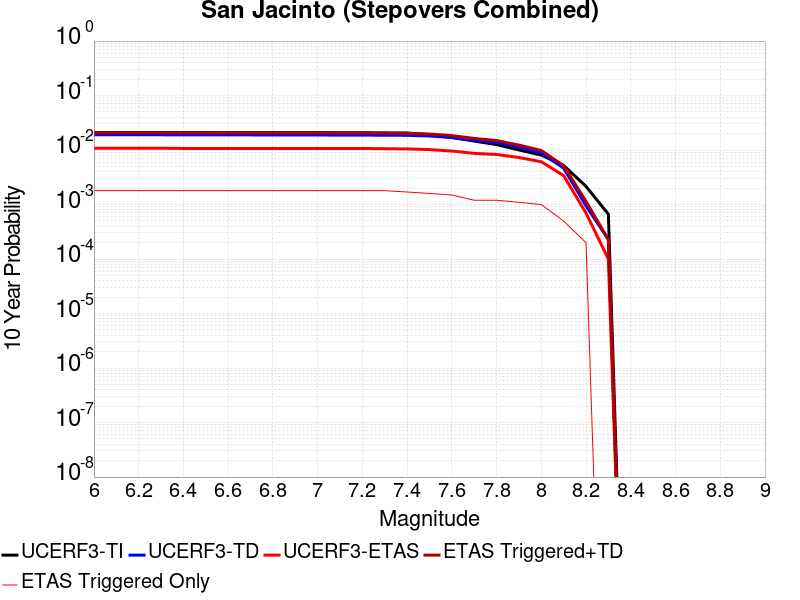 San Jacinto (Stepovers Combined)
10^0
10^-1
10^-2
10^-3
10^-4
10^-5
10^-6
10^-7
10^-8
10 Year Probability
6 6.2 6.4 6.6 6.8 7 7.2 7.4 7.6 7.8 8 8.2 8.4 8.6 8.8 9
Magnitude
UCERF3-TI UCERF3-TD UCERF3-ETAS ETAS Triggered+TD
ETAS Triggered Only